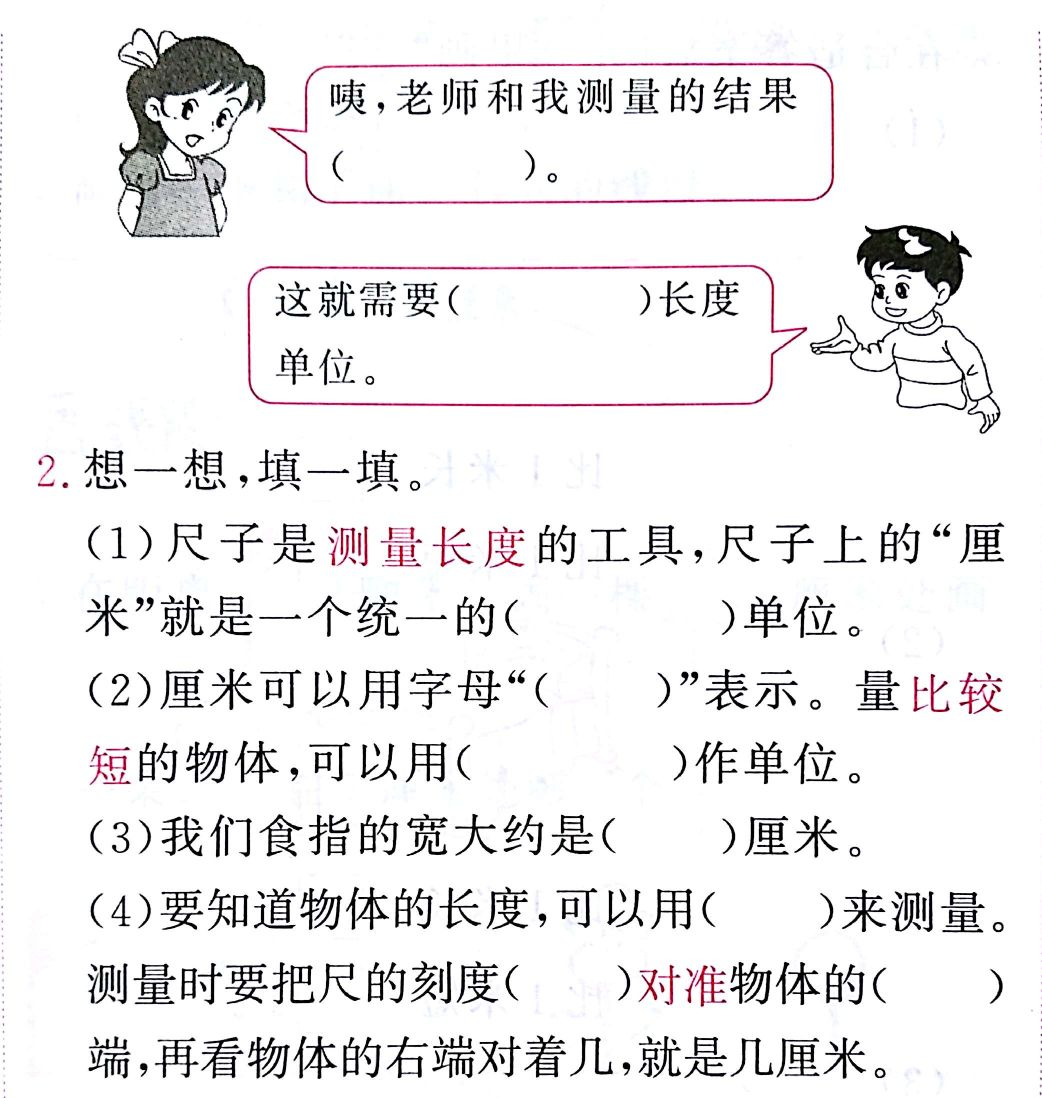 咦,老师和我测量的结果
(　　　　)。
这就需要(　　　　)长度
单位。
2.想一想,填一填。
(1)尺子是测量长度的工具,尺子上的“厘
米”就是一个统一的(　　　　)单位。
(2)厘米可以用字母“(　　)”表示。量比较
短的物体,可以用(　　　　)作单位。
(3)我们食指的宽大约是(　　)厘米。
(4)要知道物体的长度,可以用(　　)来测量。
测量时要把尺的刻度(　　)对准物体的(　　)
端,再看物体的右端对着几,就是几厘米。